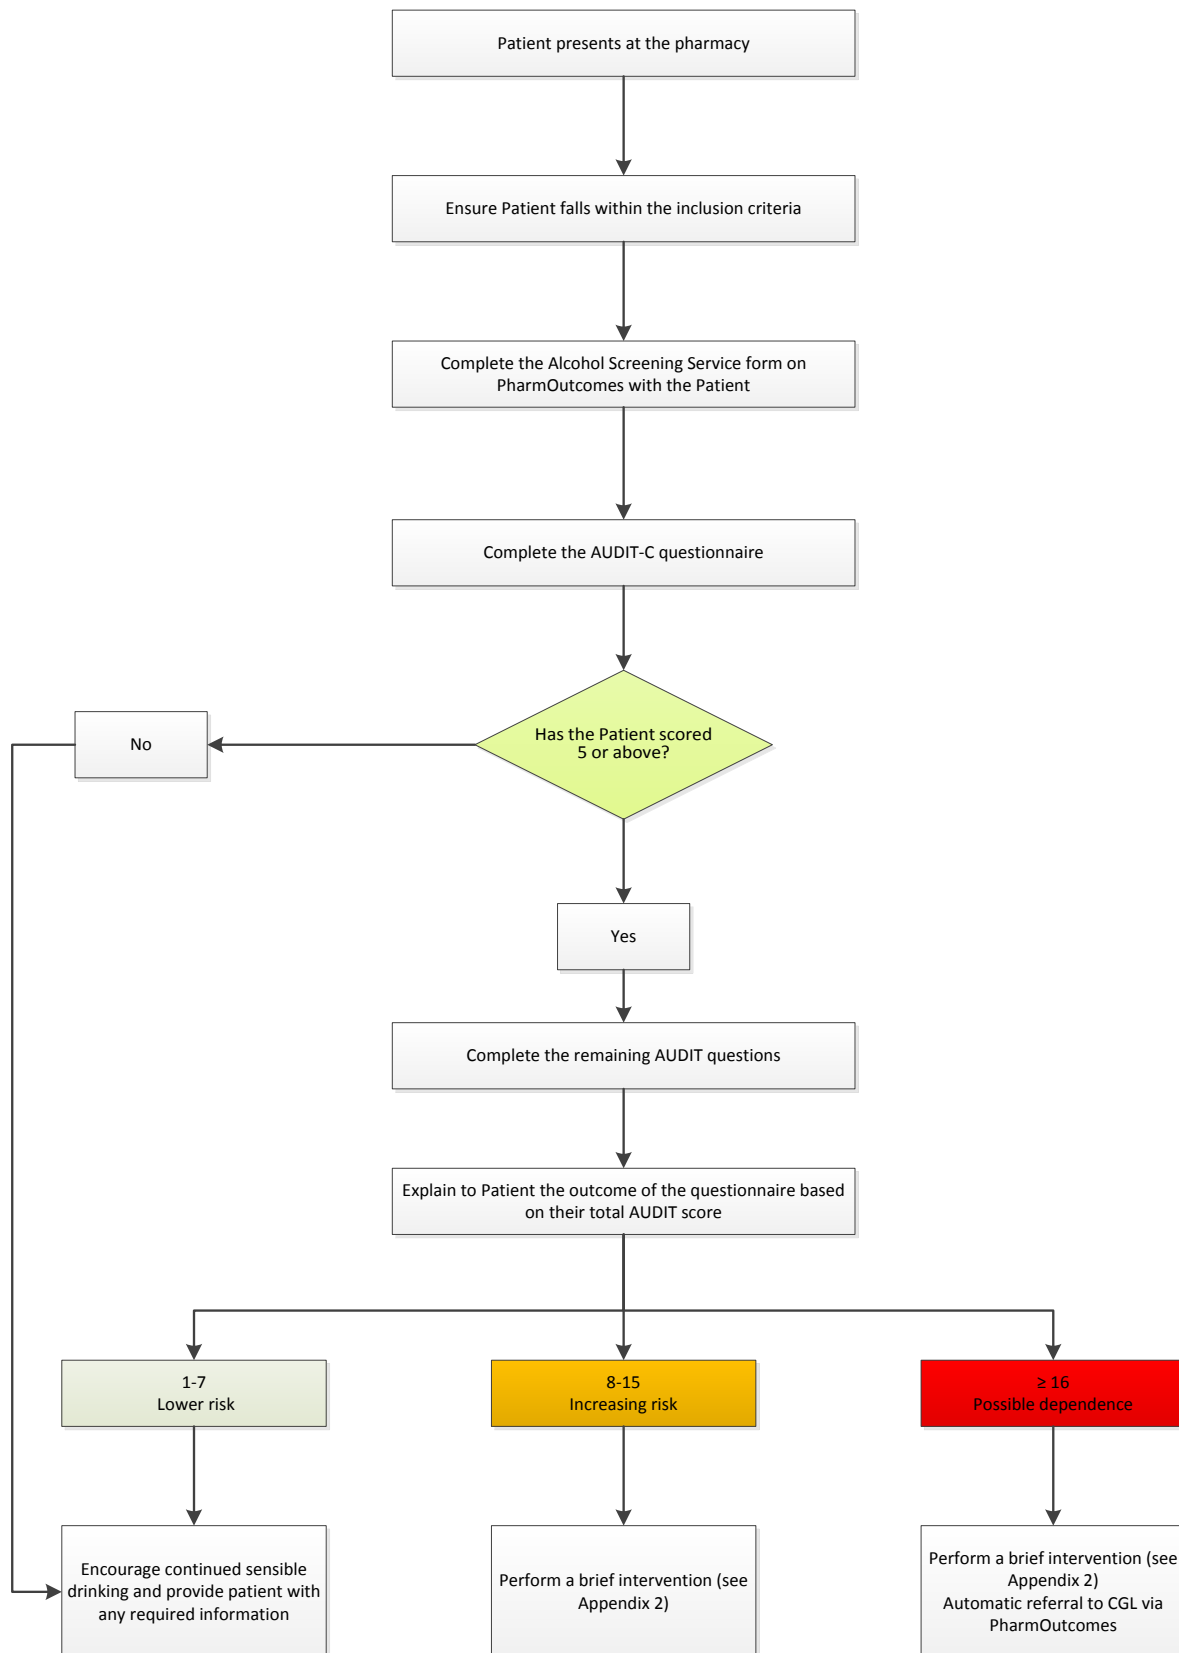 Patient presents at the pharmacy
Ensure Patient falls within the inclusion criteria
Complete the Alcohol Screening Service form on
PharmOutcomes with the Patient
Complete the AUDIT-C questionnaire
Has the Patient scored
5 or above?
No
Yes
Complete the remaining AUDIT questions
Explain to Patient the outcome of the questionnaire based
on their total AUDIT score
1-7
Lower risk
8-15
Increasing risk
≥ 16
Possible dependence
Encourage continued sensible
drinking and provide patient with
any required information
Perform a brief intervention (see
Appendix 2)
Perform a brief intervention (see
Appendix 2)
Automatic referral to CGL via
PharmOutcomes